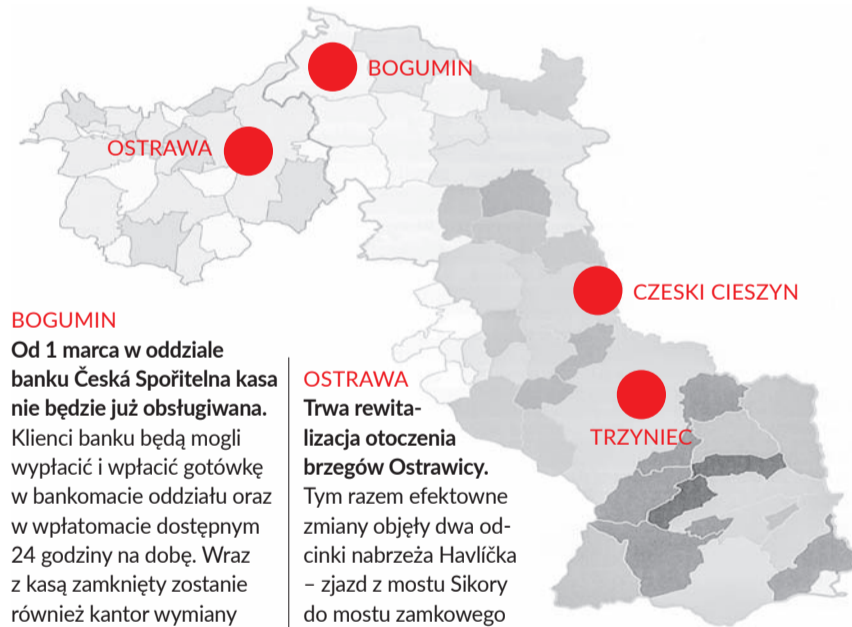 BOGUMIN
OSTRAWA
CZESKI CIESZYN
TRZYNIEC
BOGUMIN
Od 1 marca w oddziale
banku Česká Spořitelna kasa
nie będzie już obsługiwana.
Klienci banku będą mogli
wypłacić i wpłacić gotówkę
w bankomacie oddziału oraz
w wpłatomacie dostępnym
24 godziny na dobę. Wraz
z kasą zamknięty zostanie
również kantor wymiany
OSTRAWA
Trwa rewita-
lizacja otoczenia
brzegów Ostrawicy.
Tym razem efektowne
zmiany objęły dwa od-
cinki nabrzeża Havlíčka
– zjazd z mostu Sikory
do mostu zamkowego